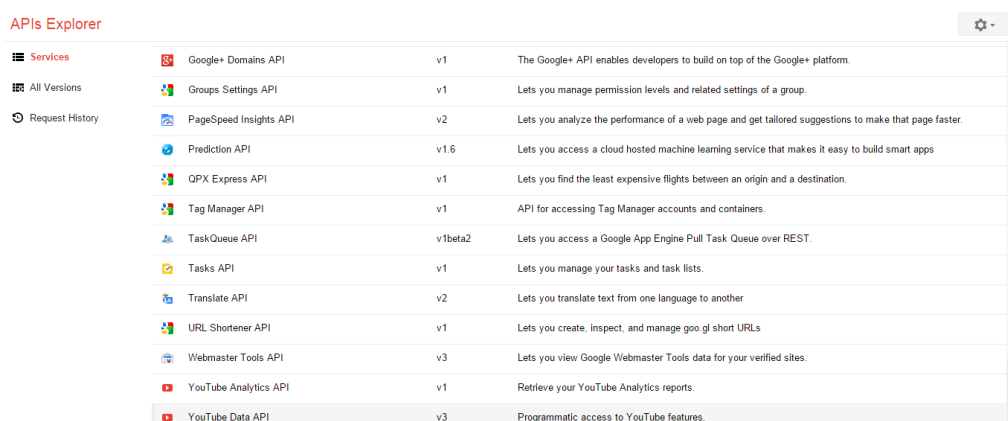 APIs Explorer
Services
All Versions
Request History
Google+ Domains API v1 The Google+ API enables developers to build on top of the Google+ platform.
Groups Settings API v1 Lets you manage permission levels and related settings of a group.
PageSpeed Insights API v2 Lets you analyze the performance of a web page and get tailored suggestions to make that page faster.
Prediction API v1.6 Lets you access a cloud hosted machine learning service that makes it easy to build smart apps
QPX Express API v1 Lets you find the least expensive flights between an origin and a destination.
Tag Manager API v1 API for accessing Tag Manager accounts and containers.
TaskQueue API v1beta2 Lets you access a Google App Engine Pull Task Queue over REST.
Tasks API v1 Lets you manage your tasks and task lists.
Translate API v2 Lets you translate text from one language to another
URL Shortener API v1 Lets you create, inspect, and manage goo.gl short URLs
Webmaster Tools API v3 Lets you view Google Webmaster Tools data for your verified sites.
YouTube Analytics API v1 Retrieve your YouTube Analytics reports.
YouTube Data API v3 Programmatic access to YouTube features.